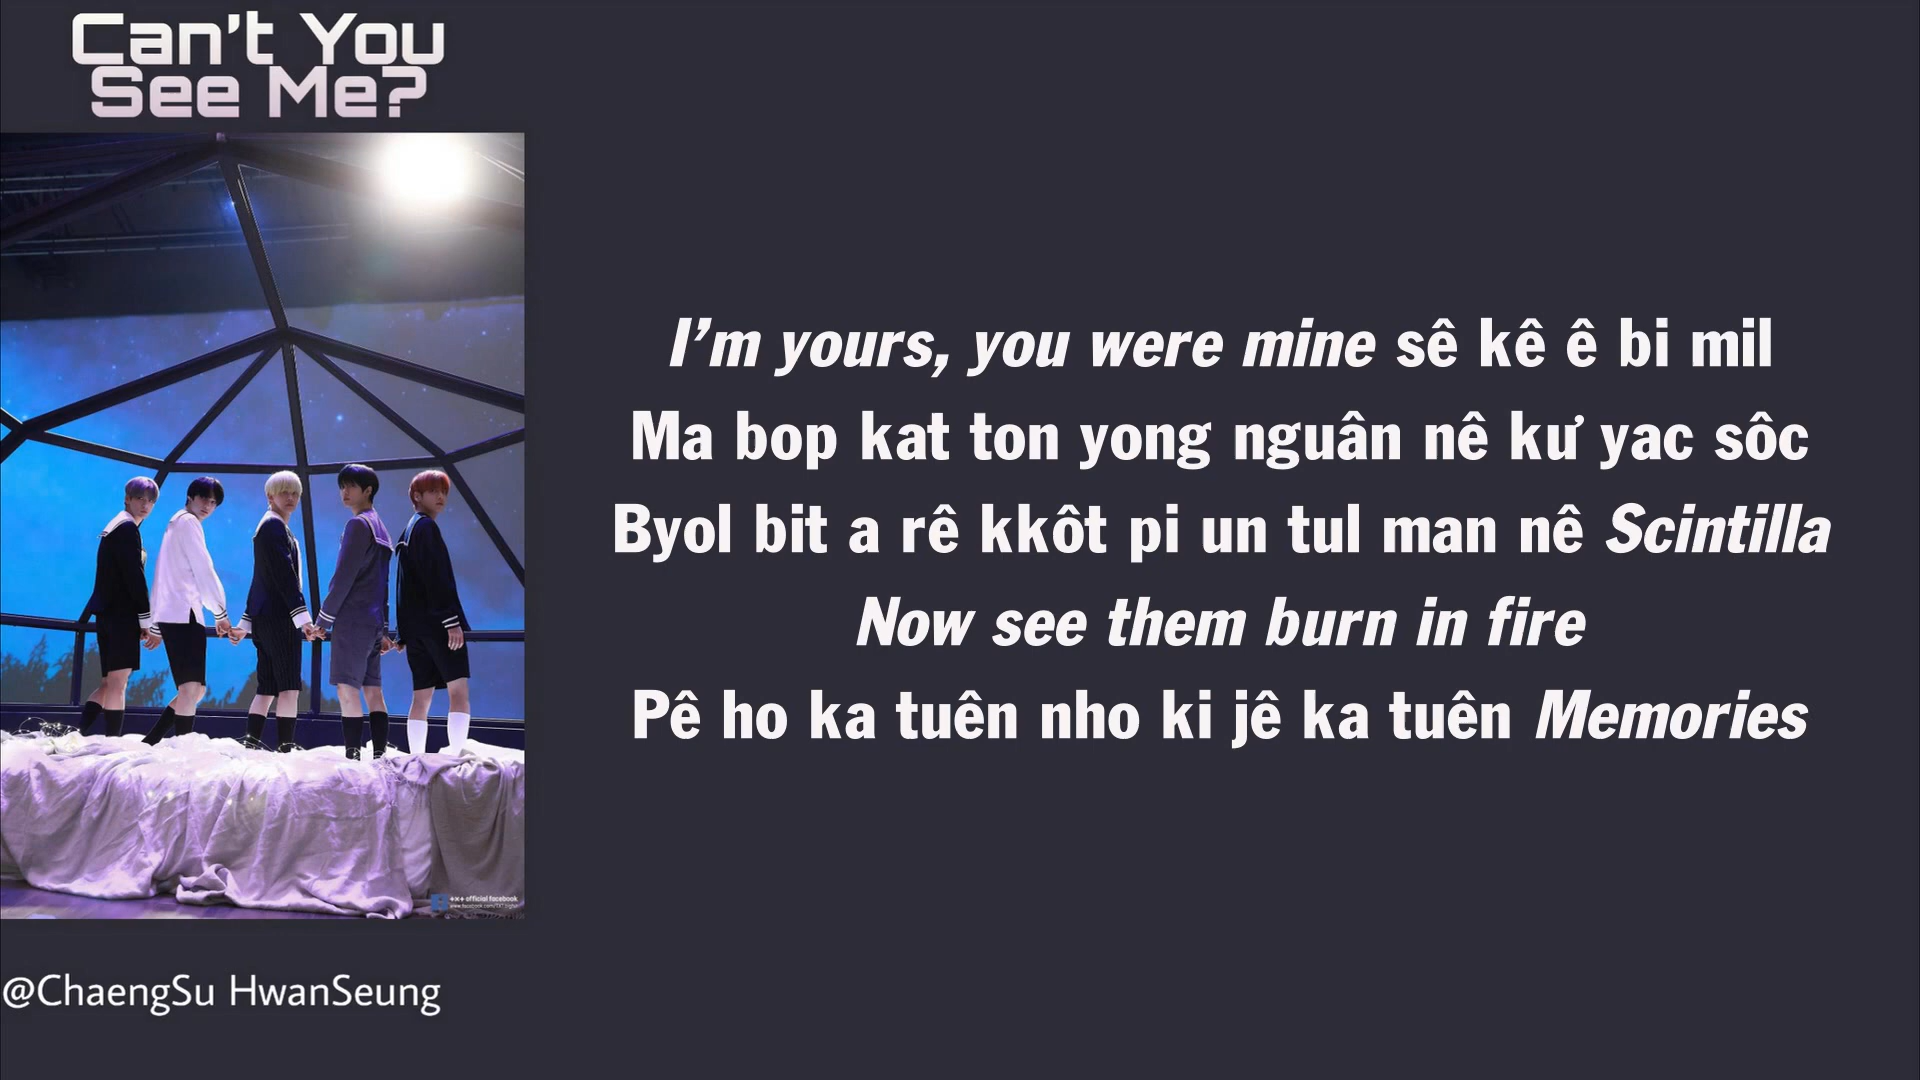 Can't You
See Me?
I'm yours, you were mine sê kê ê bi mil
Ma bop kat ton yong nguân nê kư yac sôc
Byol bit a rê kkôt pi un tul man nê Scintilla
Now see them burn in fire
Pê ho ka tuên nho ki jê ka tuên Memories
official facebook
@ChaengSu HwanSeung